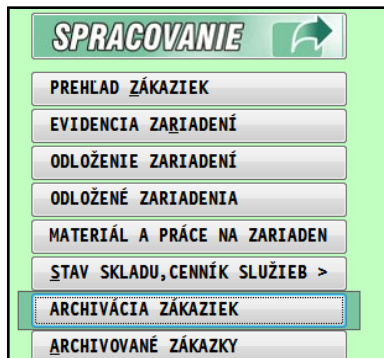 SPRACOVANIE
PREHĽAD ZÁKAZIEK
EVIDENCIA ZARIADENÍ
ODLOŽENIE ZARIADENÍ
ODLOŽENÉ ZARIADENIA
MATERIÁL A PRÁCE NA ZARIADEN
STAV SKLADU,CENNÍK SLUŽIEB >
ARCHIVÁCIA ZÁKAZIEK
ARCHIVOVANÉ ZÁKAZKY